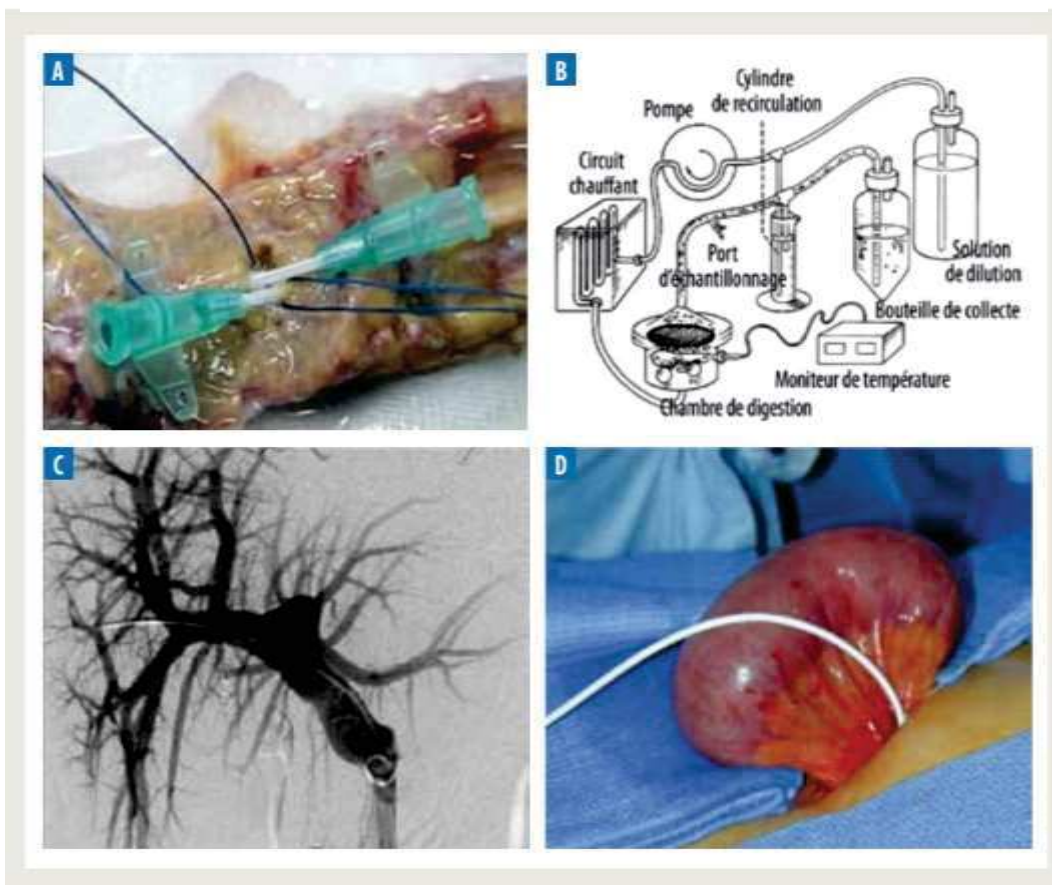 A
B
Cylindre
de recirculation
Pompe
Circuit
chauffant
Port
d'échantillonnage
Solution
de dilution
Bouteille de collecte
Moniteur de température
Chambre de digestion
C
D